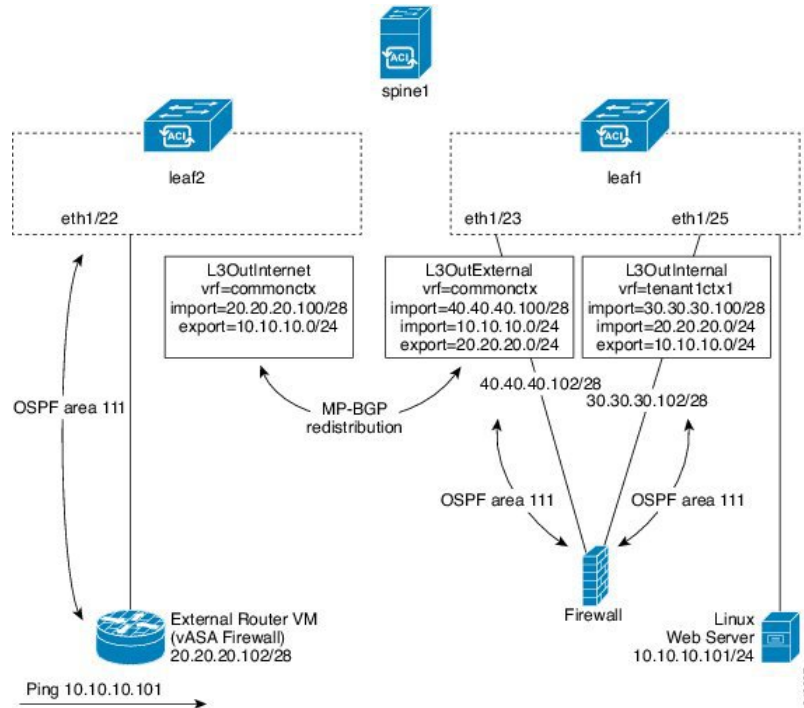 ACI
spine1
ACI
leaf2
eth1/22
ACI
leaf1
eth1/23
eth1/25
L3OutInternet
vrf=commonctx
import=20.20.20.100/28
export=10.10.10.0/24
L3OutExternal
vrf=commonctx
import=40.40.40.100/28
import=10.10.10.0/24
export=20.20.20.0/24
L3OutInternal
vrf=tenant1ctx1
import=30.30.30.100/28
import=20.20.20.0/24
export=10.10.10.0/24
40.40.40.102/28
30.30.30.102/28
MP-BGP
redistribution
OSPF area 111
OSPF area 111
OSPF area 111
External Router VM
(vASA Firewall)
20.20.20.102/28
Firewall
Linux
Web Server
10.10.10.101/24
Ping 10.10.10.101